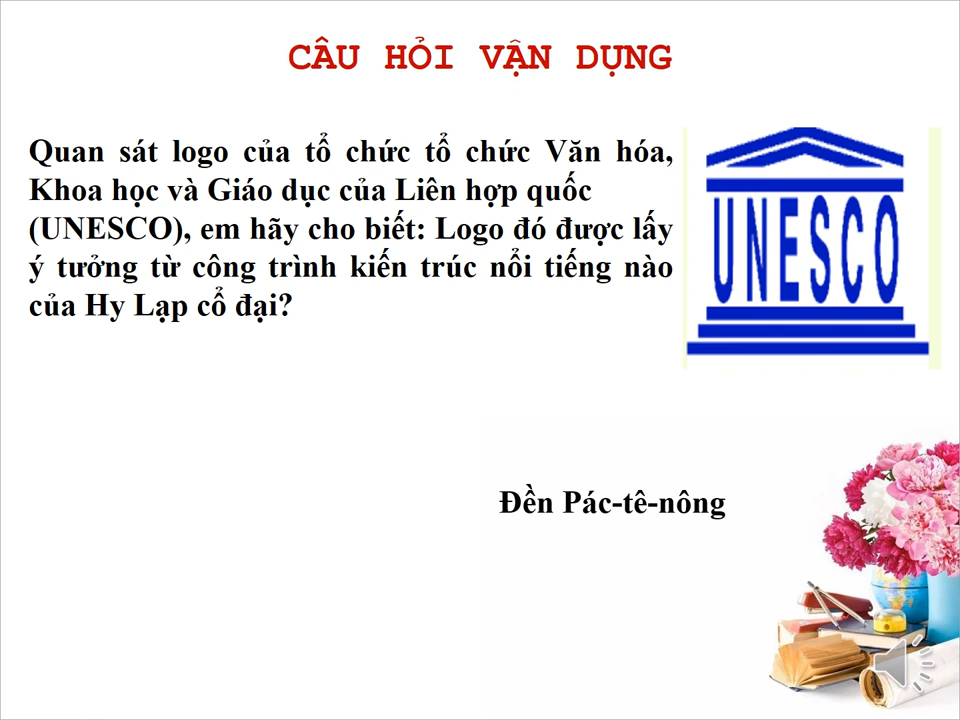 CÂU HỎI VẬN DỤNG
Quan sát logo của tổ chức tổ chức Văn hóa,
Khoa học và Giáo dục của Liên hợp quốc
(UNESCO), em hãy cho biết: Logo đó được lấy
ý tưởng từ công trình kiến trúc nổi tiếng nào
của Hy Lạp cổ đại?
UNESCO
Đền Pác-tê-nông